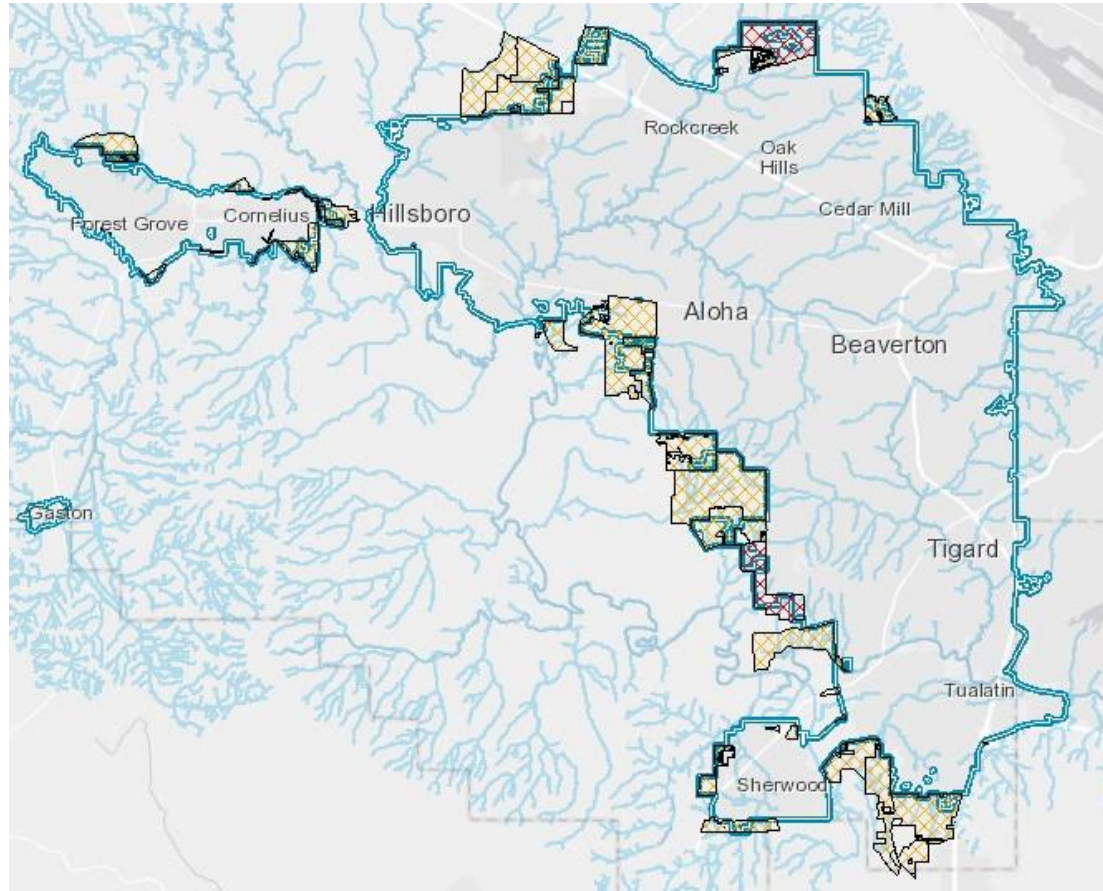 Rockcreek
Oak
Hills
Cedar Mill
Forest Grove
Cornelius
Hillsboro
Aloha
Beaverton
Gaston
Tigard
Tualatin
Sherwood